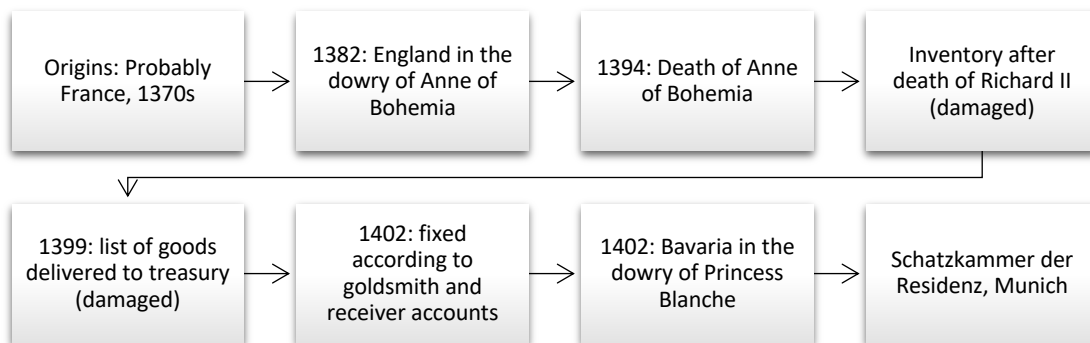 Origins: Probably
France, 1370s
1382: England in the
dowry of Anne of
Bohemia
1394: Death of Anne
of Bohemia
Inventory after
death of Richard II
(damaged)
1399: list of goods
delivered to treasury
(damaged)
1402: fixed
according to
goldsmith and
receiver accounts
1402: Bavaria in the
dowry of Princess
Blanche
Schatzkammer der
Residenz, Munich